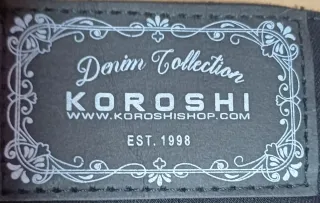 Denim Collection
KOROSHI
WWW.KOROSHISHOP.COM
EST. 1998